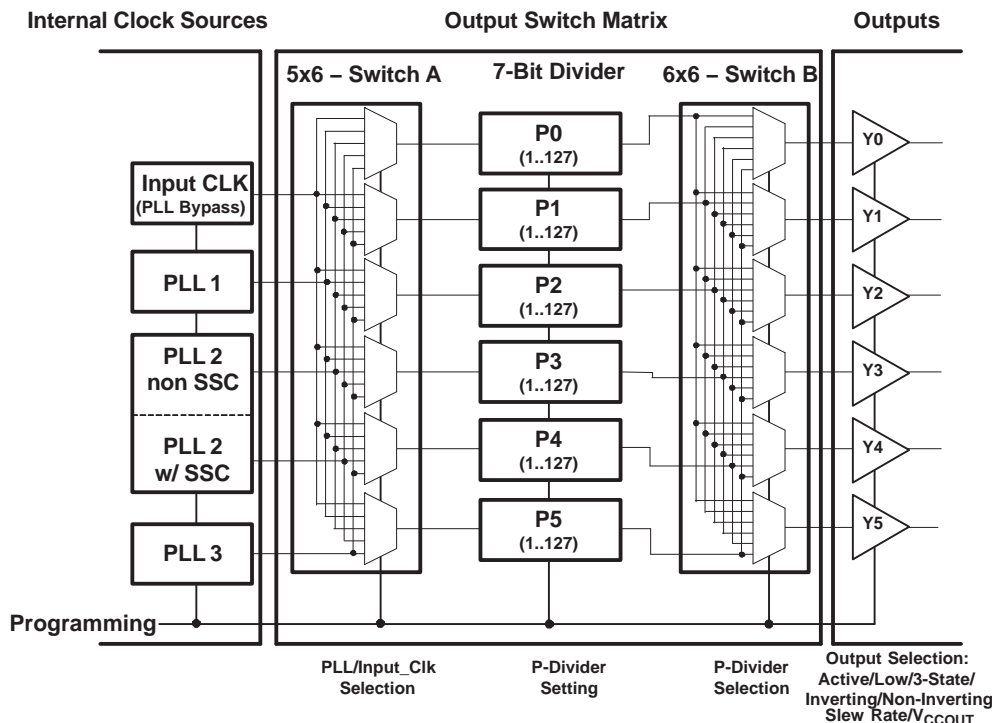 Internal Clock Sources
Output Switch Matrix
Outputs
5x6 – Switch A
7-Bit Divider
6x6 – Switch B
Input CLK
(PLL Bypass)
PLL 1
PLL 2
non SSC
PLL 2
w/ SSC
PLL 3
P0
(1..127)
P1
(1..127)
P2
(1..127)
P3
(1..127)
P4
(1..127)
P5
(1..127)
Y0
Y1
Y2
Y3
Y4
Y5
Programming
PLL/Input_Clk
Selection
P-Divider
Setting
P-Divider
Selection
Output Selection:
Active/Low/3-State/
Inverting/Non-Inverting
Slew Rate/VCCOUT